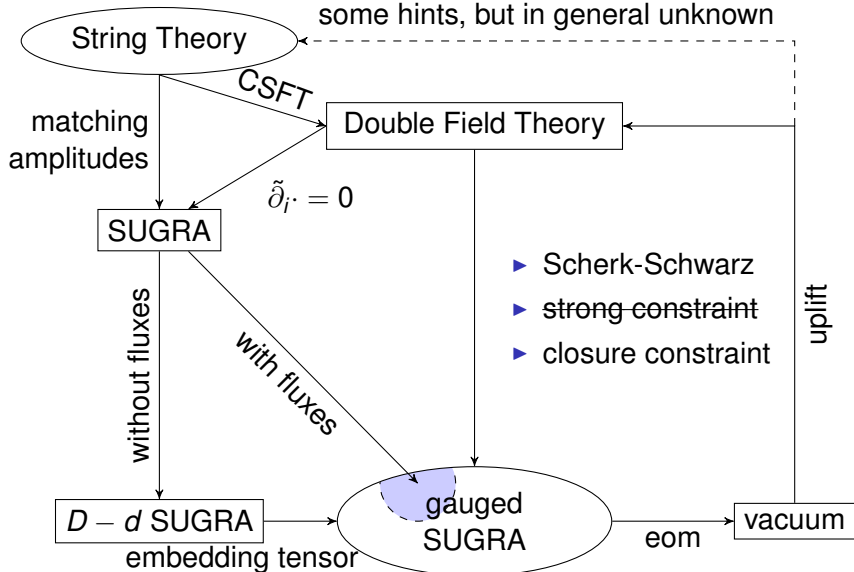 some hints, but in general unknown
String Theory
CSFT
matching
amplitudes
Double Field Theory
∂̃ᵢ· = 0
SUGRA
► Scherk-Schwarz
► ~~strong constraint~~
► closure constraint
without fluxes
with fluxes
uplift
D − d SUGRA
embedding tensor
gauged
SUGRA
eom
vacuum